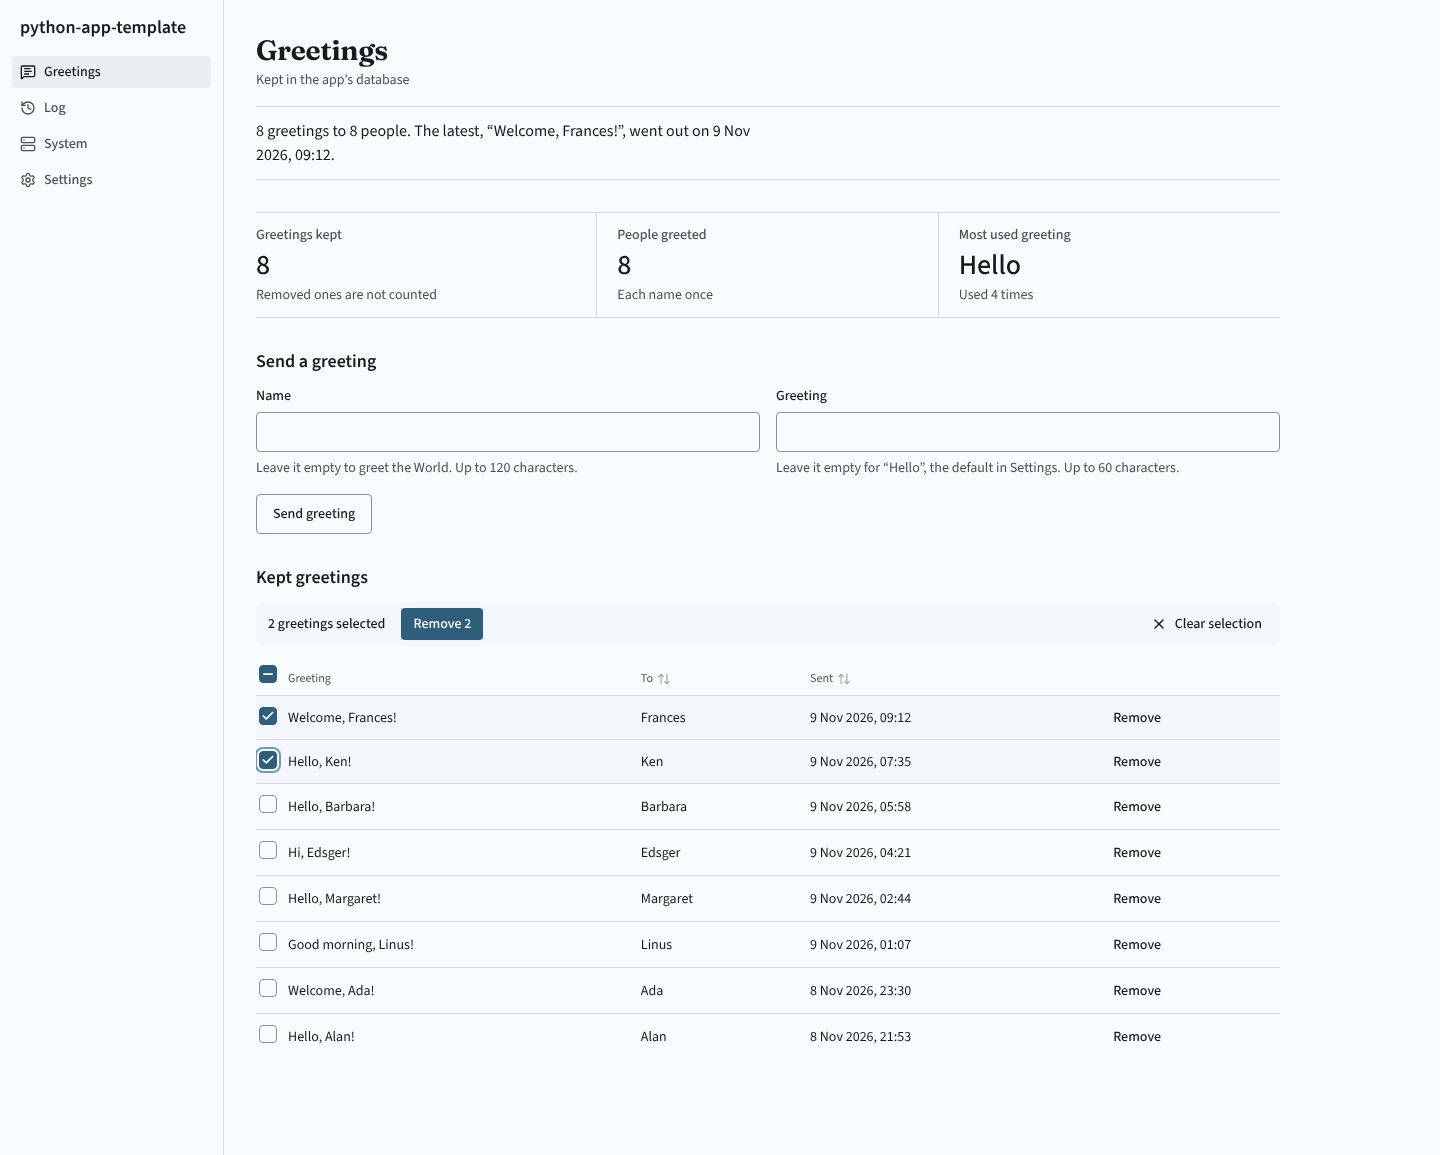 python-app-template
Greetings
Log
System
Settings
Greetings
Kept in the app’s database
8 greetings to 8 people. The latest, “Welcome, Frances!”, went out on 9 Nov
2026, 09:12.
Greetings kept
8
Removed ones are not counted
People greeted
8
Each name once
Most used greeting
Hello
Used 4 times
Send a greeting
Name
Leave it empty to greet the World. Up to 120 characters.
Greeting
Leave it empty for “Hello”, the default in Settings. Up to 60 characters.
Send greeting
Kept greetings
2 greetings selected Remove 2 Clear selection
Greeting To Sent
Welcome, Frances! Frances 9 Nov 2026, 09:12 Remove
Hello, Ken! Ken 9 Nov 2026, 07:35 Remove
Hello, Barbara! Barbara 9 Nov 2026, 05:58 Remove
Hi, Edsger! Edsger 9 Nov 2026, 04:21 Remove
Hello, Margaret! Margaret 9 Nov 2026, 02:44 Remove
Good morning, Linus! Linus 9 Nov 2026, 01:07 Remove
Welcome, Ada! Ada 8 Nov 2026, 23:30 Remove
Hello, Alan! Alan 8 Nov 2026, 21:53 Remove